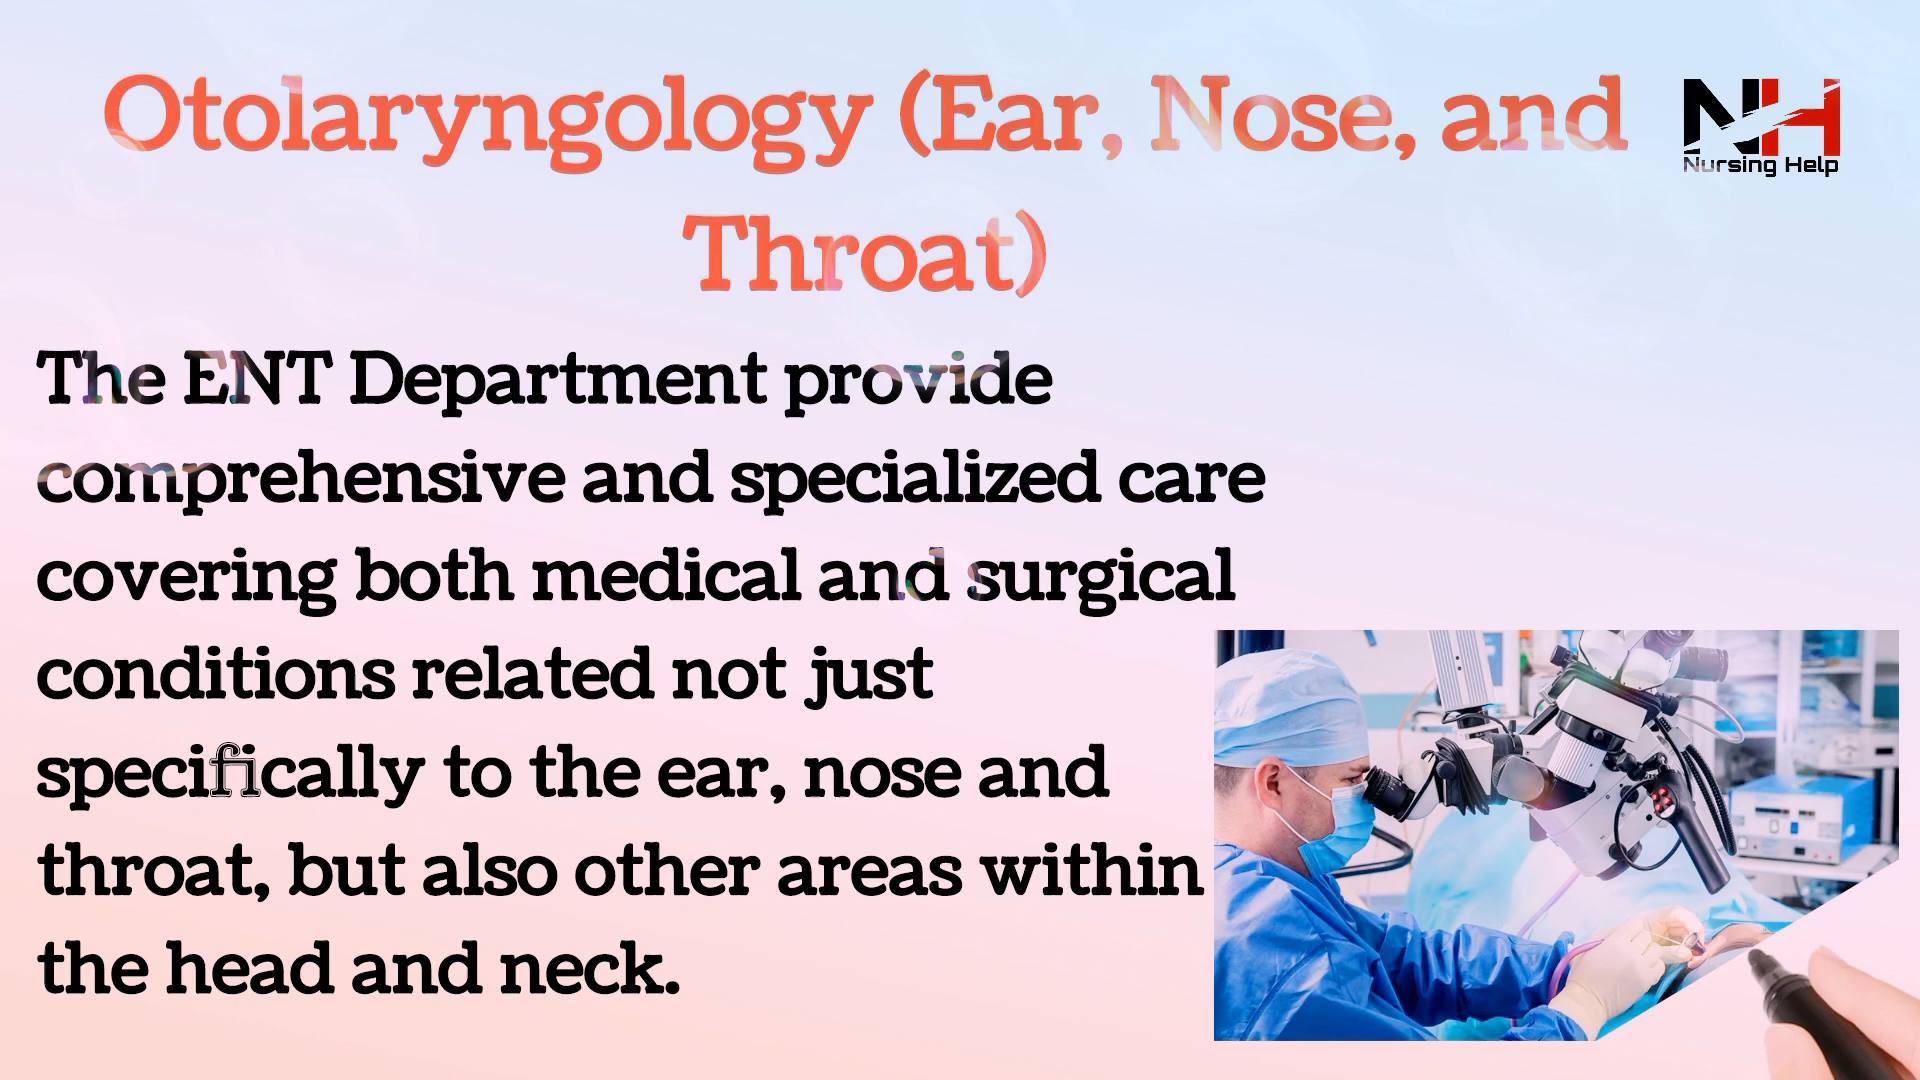 Otolaryngology (Ear, Nose, and
Throat)
NH
Nursing Help
The ENT Department provide
comprehensive and specialized care
covering both medical and surgical
conditions related not just
specifically to the ear, nose and
throat, but also other areas within
the head and neck.